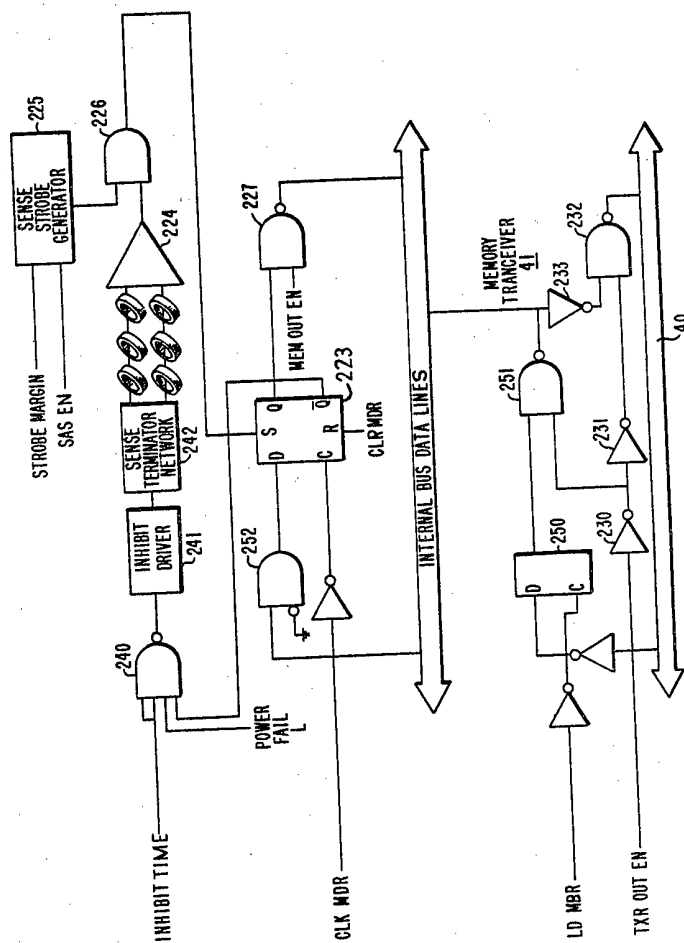 225
SENSE
STROBE
GENERATOR
226
STROBE MARGIN
SAS EN
224
SENSE
TERMINATOR
NETWORK
242
INHIBIT
DRIVER
241
240
INHIBIT TIME
POWER
FAIL
L
227
MEM OUT EN
D
S
Q
C
R
Q̅
223
CLR MDR
252
CLK MDR
INTERNAL BUS DATA LINES
MEMORY
TRANCEIVER
41
251
233
232
D
C
250
231
230
LD MBR
TXR OUT EN
40